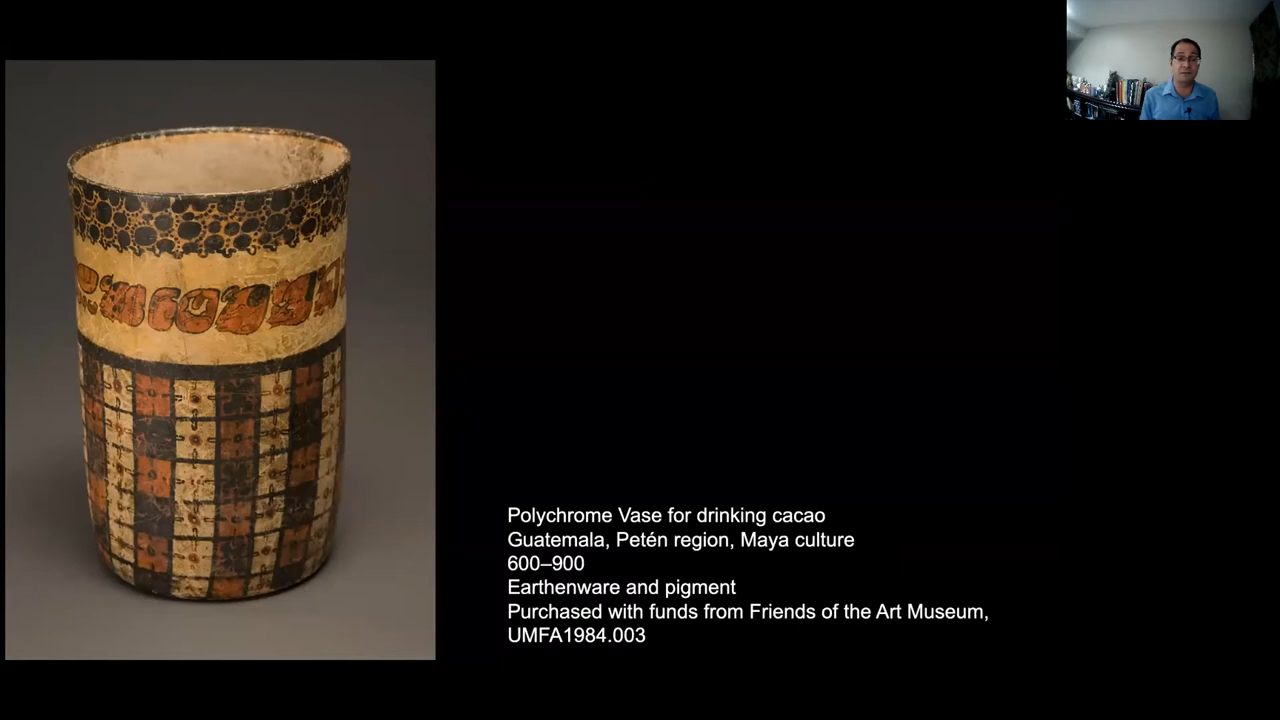 Polychrome Vase for drinking cacao
Guatemala, Petén region, Maya culture
600–900
Earthenware and pigment
Purchased with funds from Friends of the Art Museum,
UMFA1984.003